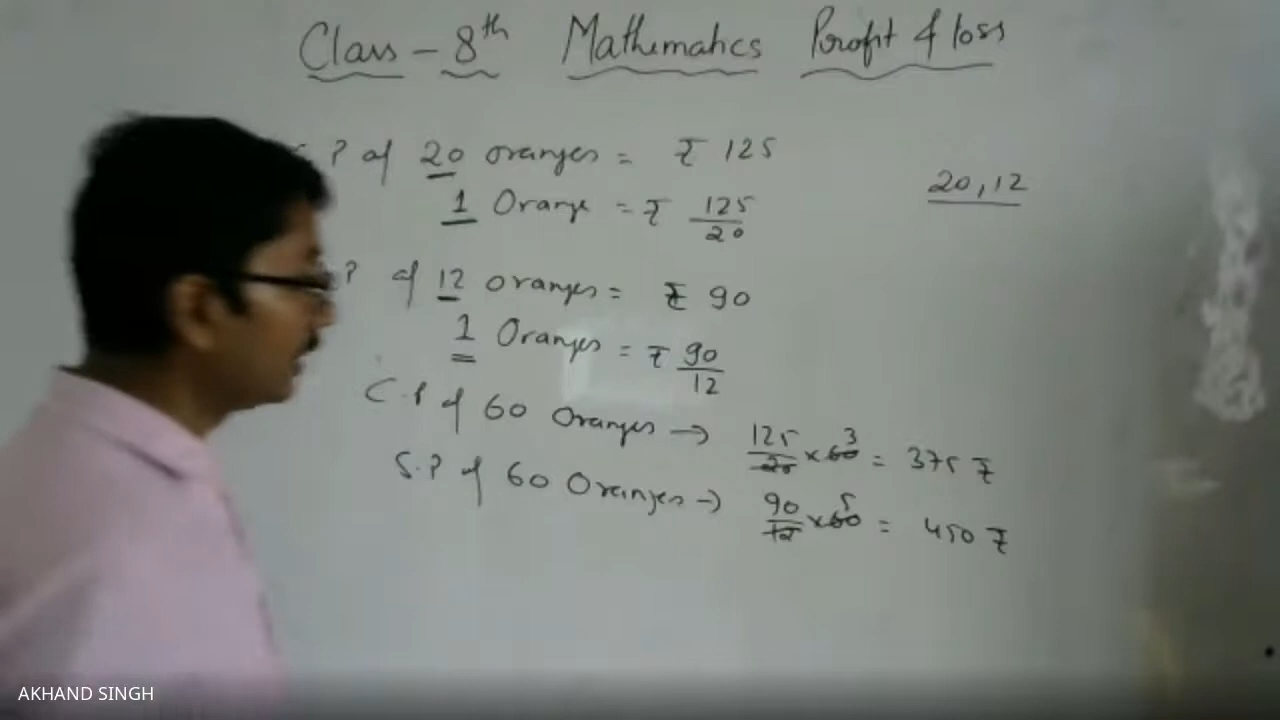 Class - 8th Mathematics Profit & loss
P of 20 oranges = ₹ 125
20, 12
1 Orange = ₹ 125/20
P of 12 oranges = ₹ 90
1 Oranges = ₹ 90/12
C.P of 60 Oranges → 125/20 × 60 3 = 375 ₹
S.P of 60 Oranges → 90/12 × 60 5 = 450 ₹
AKHAND SINGH